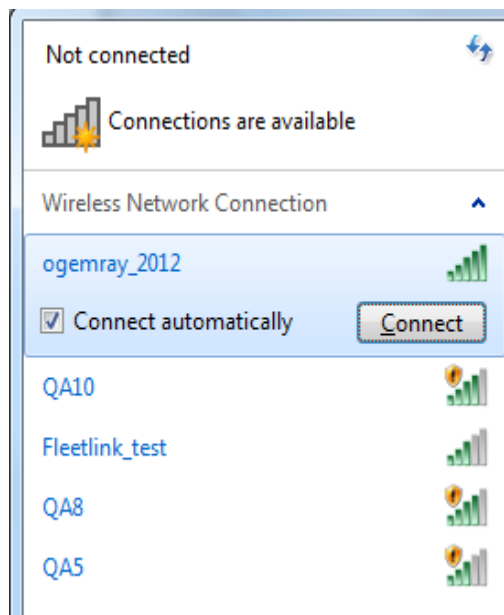 Not connected
Connections are available
Wireless Network Connection
ogemray_2012
Connect automatically
Connect
QA10
Fleetlink_test
QA8
QA5